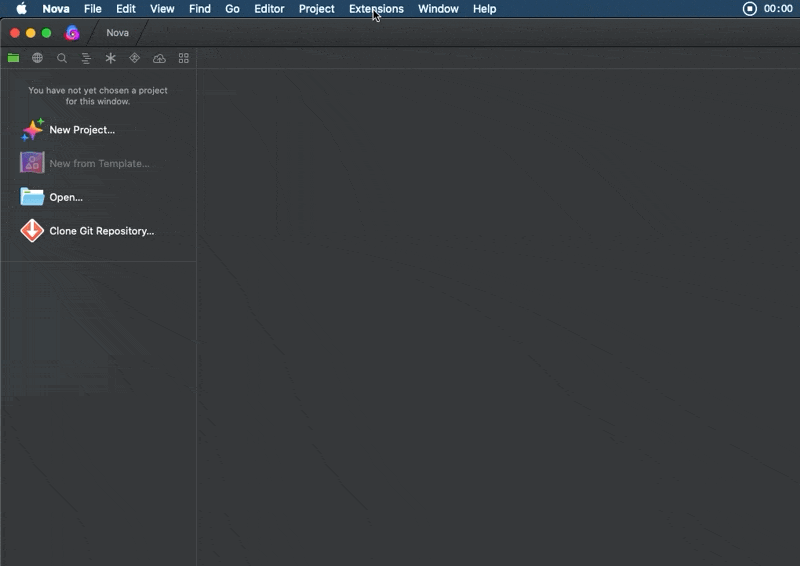 Nova File Edit View Find Go Editor Project Extensions Window Help 00:00
Nova
You have not yet chosen a project
for this window.
New Project...
New from Template...
Open...
Clone Git Repository...